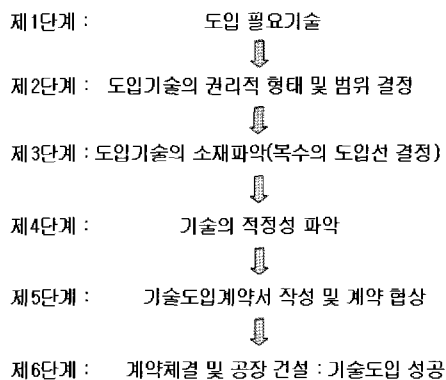 제1단계 : 도입 필요기술
제2단계 : 도입기술의 권리적 형태 및 범위 결정
제3단계 : 도입기술의 소재파악(복수의 도입선 결정)
제4단계 : 기술의 적정성 파악
제5단계 : 기술도입계약서 작성 및 계약 협상
제6단계 : 계약체결 및 공장 건설 : 기술도입 성공